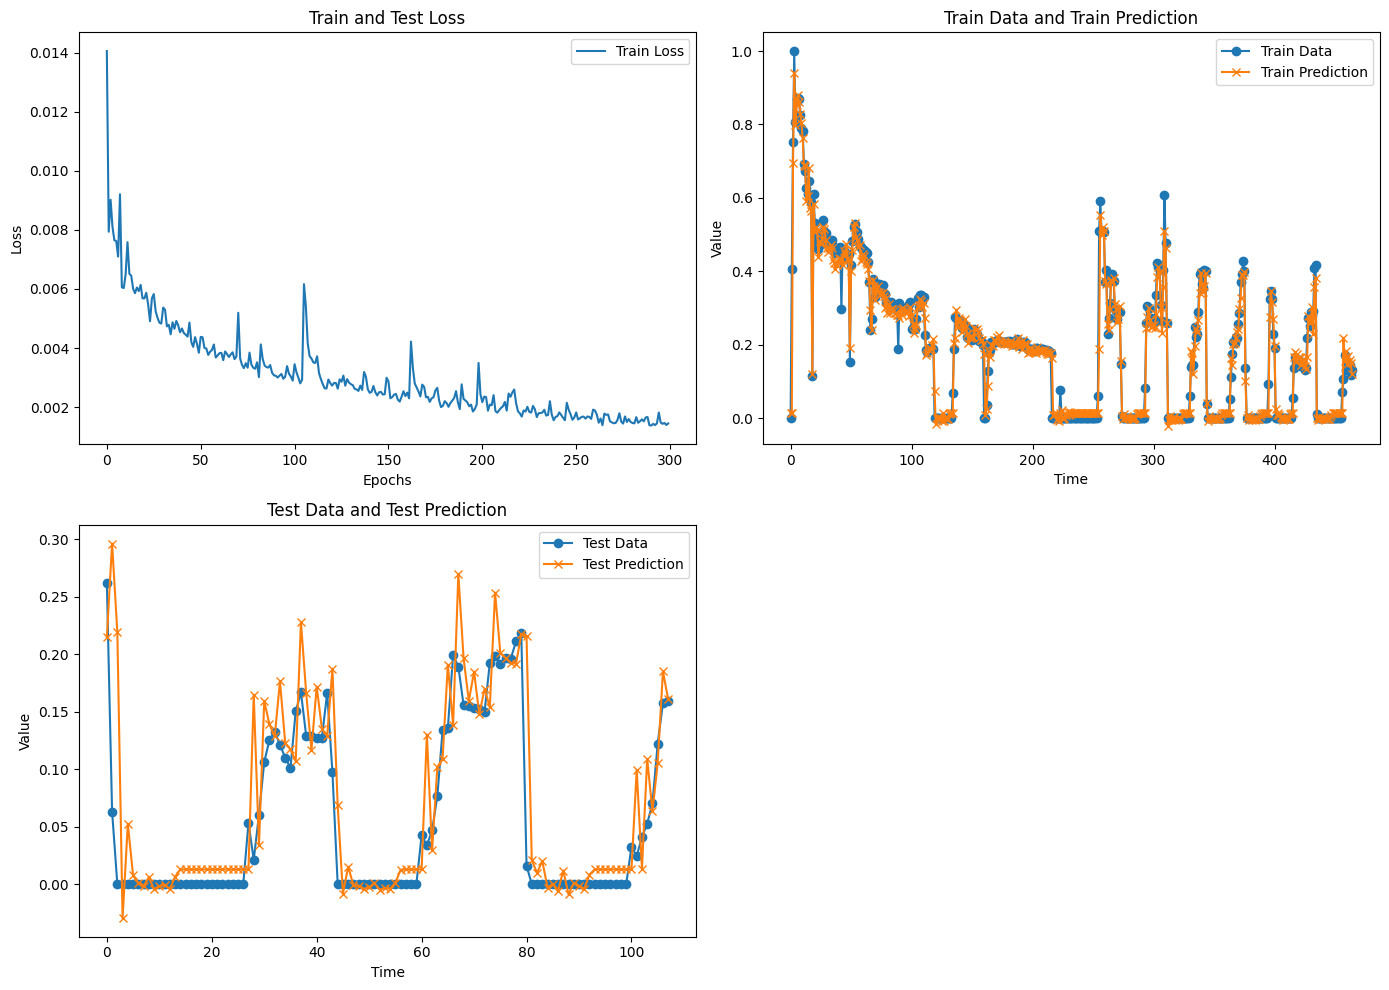 Train and Test Loss
Train Loss
0.014
0.012
0.010
0.008
0.006
0.004
0.002
Loss
0
50
100
150
200
250
300
Epochs
Train Data and Train Prediction
Train Data
Train Prediction
1.0
0.8
0.6
0.4
0.2
0.0
Value
0
100
200
300
400
Time
Test Data and Test Prediction
Test Data
Test Prediction
0.30
0.25
0.20
0.15
0.10
0.05
0.00
Value
0
20
40
60
80
100
Time